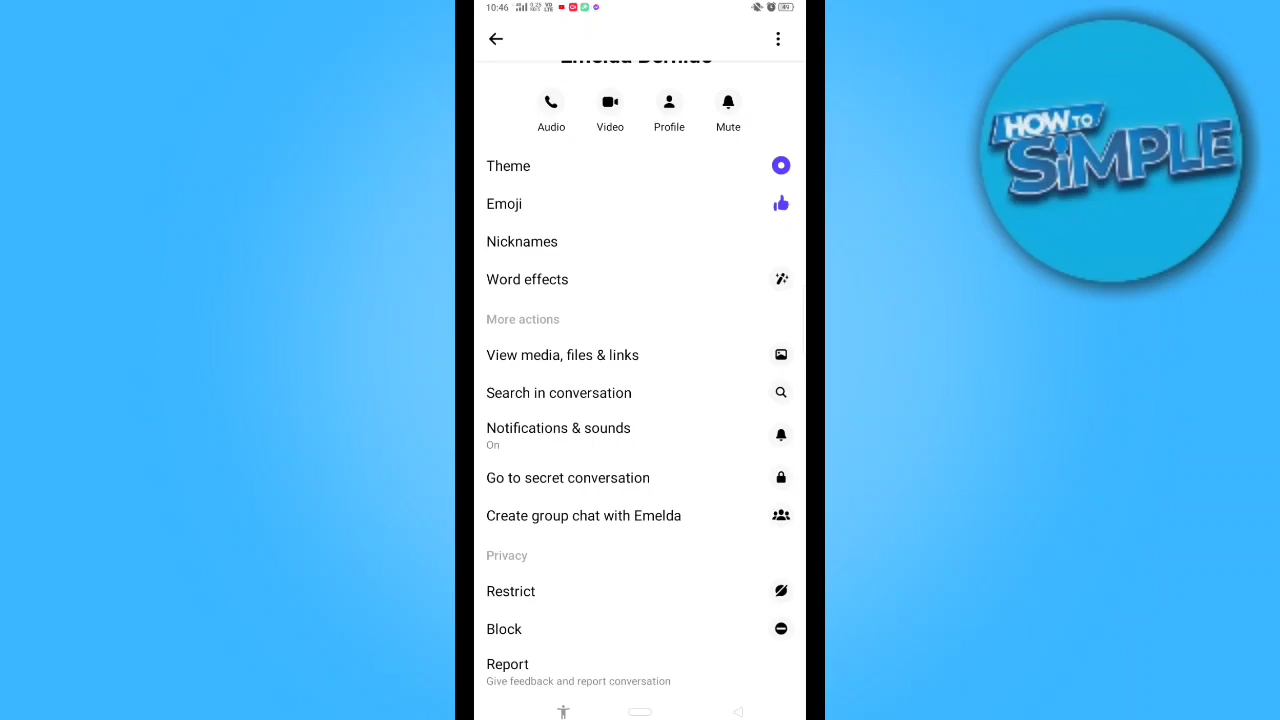 10:46
Audio
Video
Profile
Mute
Theme
Emoji
Nicknames
Word effects
More actions
View media, files & links
Search in conversation
Notifications & sounds
On
Go to secret conversation
Create group chat with Emelda
Privacy
Restrict
Block
Report
Give feedback and report conversation
HOW TO
SiMPLE